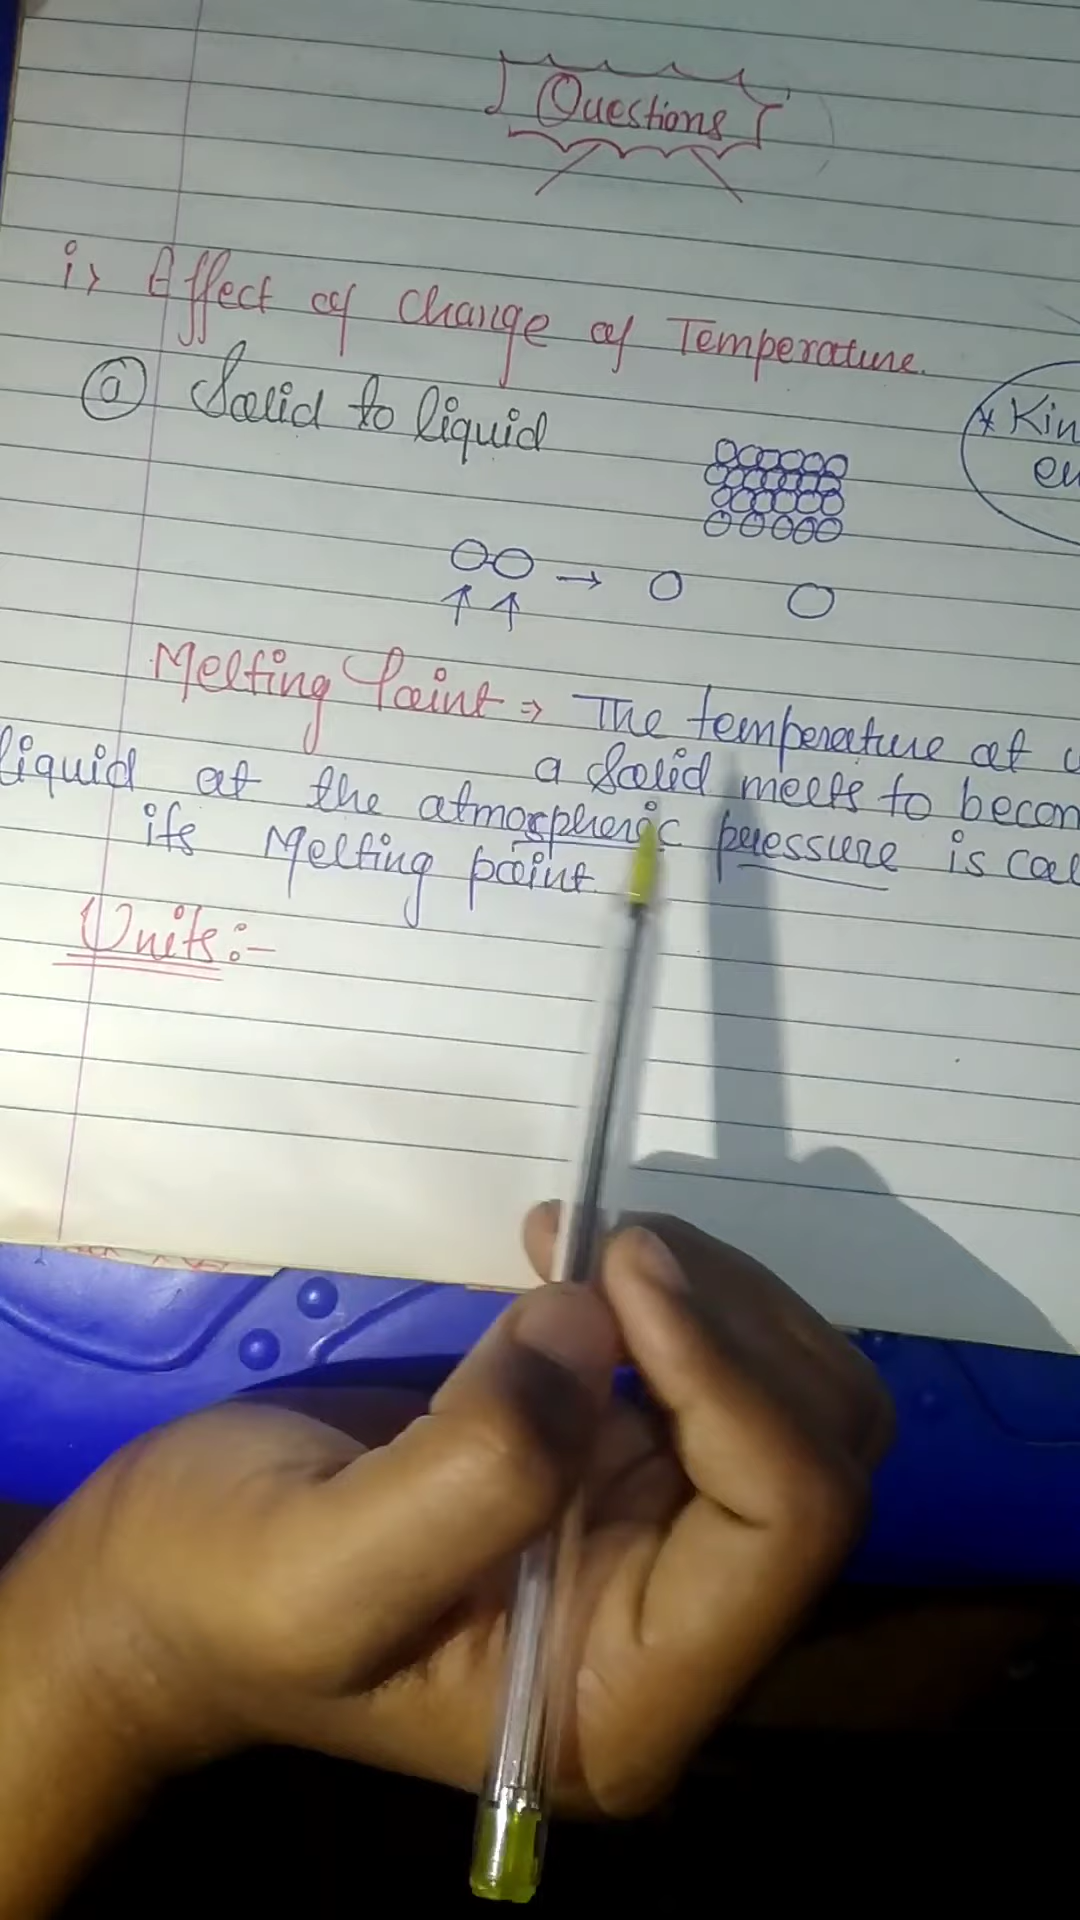 Questions
i> Effect of Change of Temperature.
a Solid to liquid
* Kin
en
Melting Point ⇒ The temperature at
a Solid melts to becom
liquid at the atmospheric pressure is cal
its Melting point.
Units:-